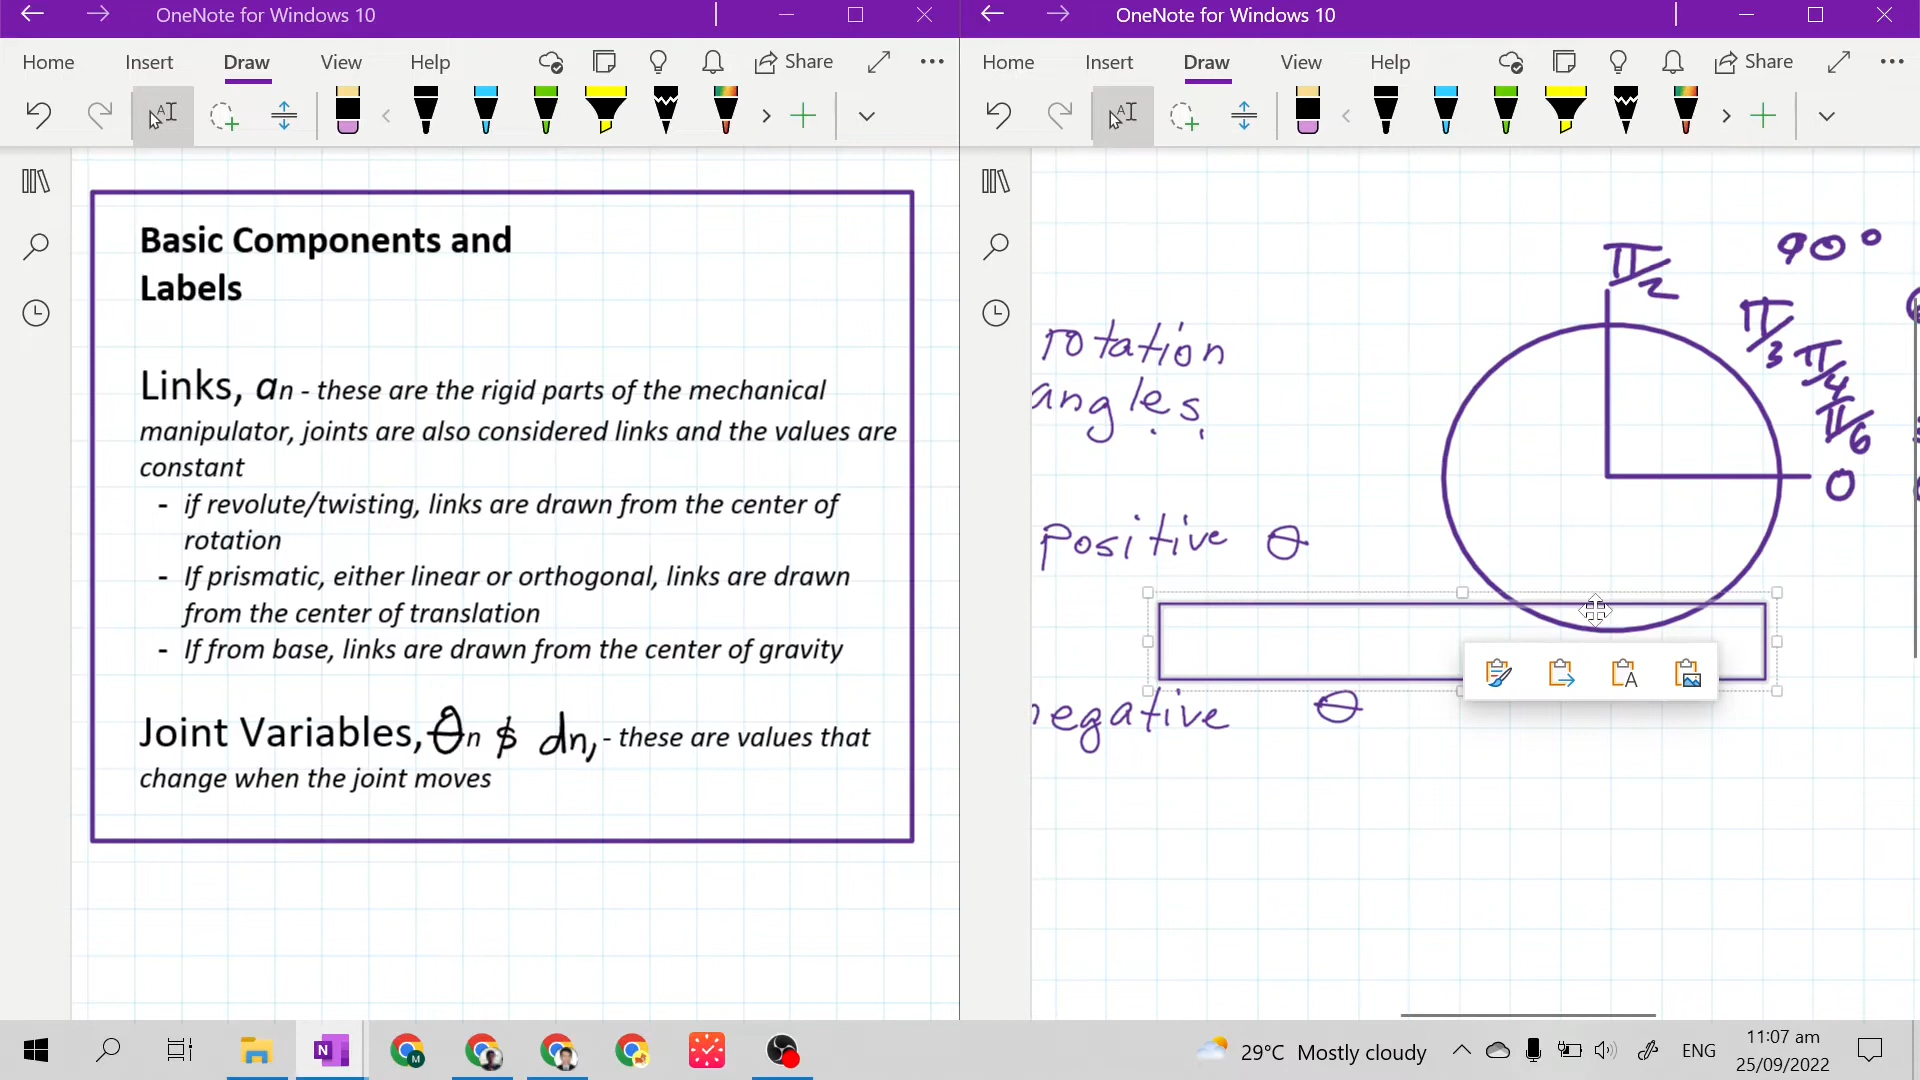 OneNote for Windows 10
Home Insert Draw View Help Share
Basic Components and
Labels
Links, an - these are the rigid parts of the mechanical
manipulator, joints are also considered links and the values are
constant
- if revolute/twisting, links are drawn from the center of
rotation
- If prismatic, either linear or orthogonal, links are drawn
from the center of translation
- If from base, links are drawn from the center of gravity
Joint Variables, θn $ dn, - these are values that
change when the joint moves
OneNote for Windows 10
Home Insert Draw View Help Share
π/2 90°
π/3
π/4
π/6
0
rotation
angles
positive θ
negative θ
29°C Mostly cloudy
ENG
11:07 am
25/09/2022